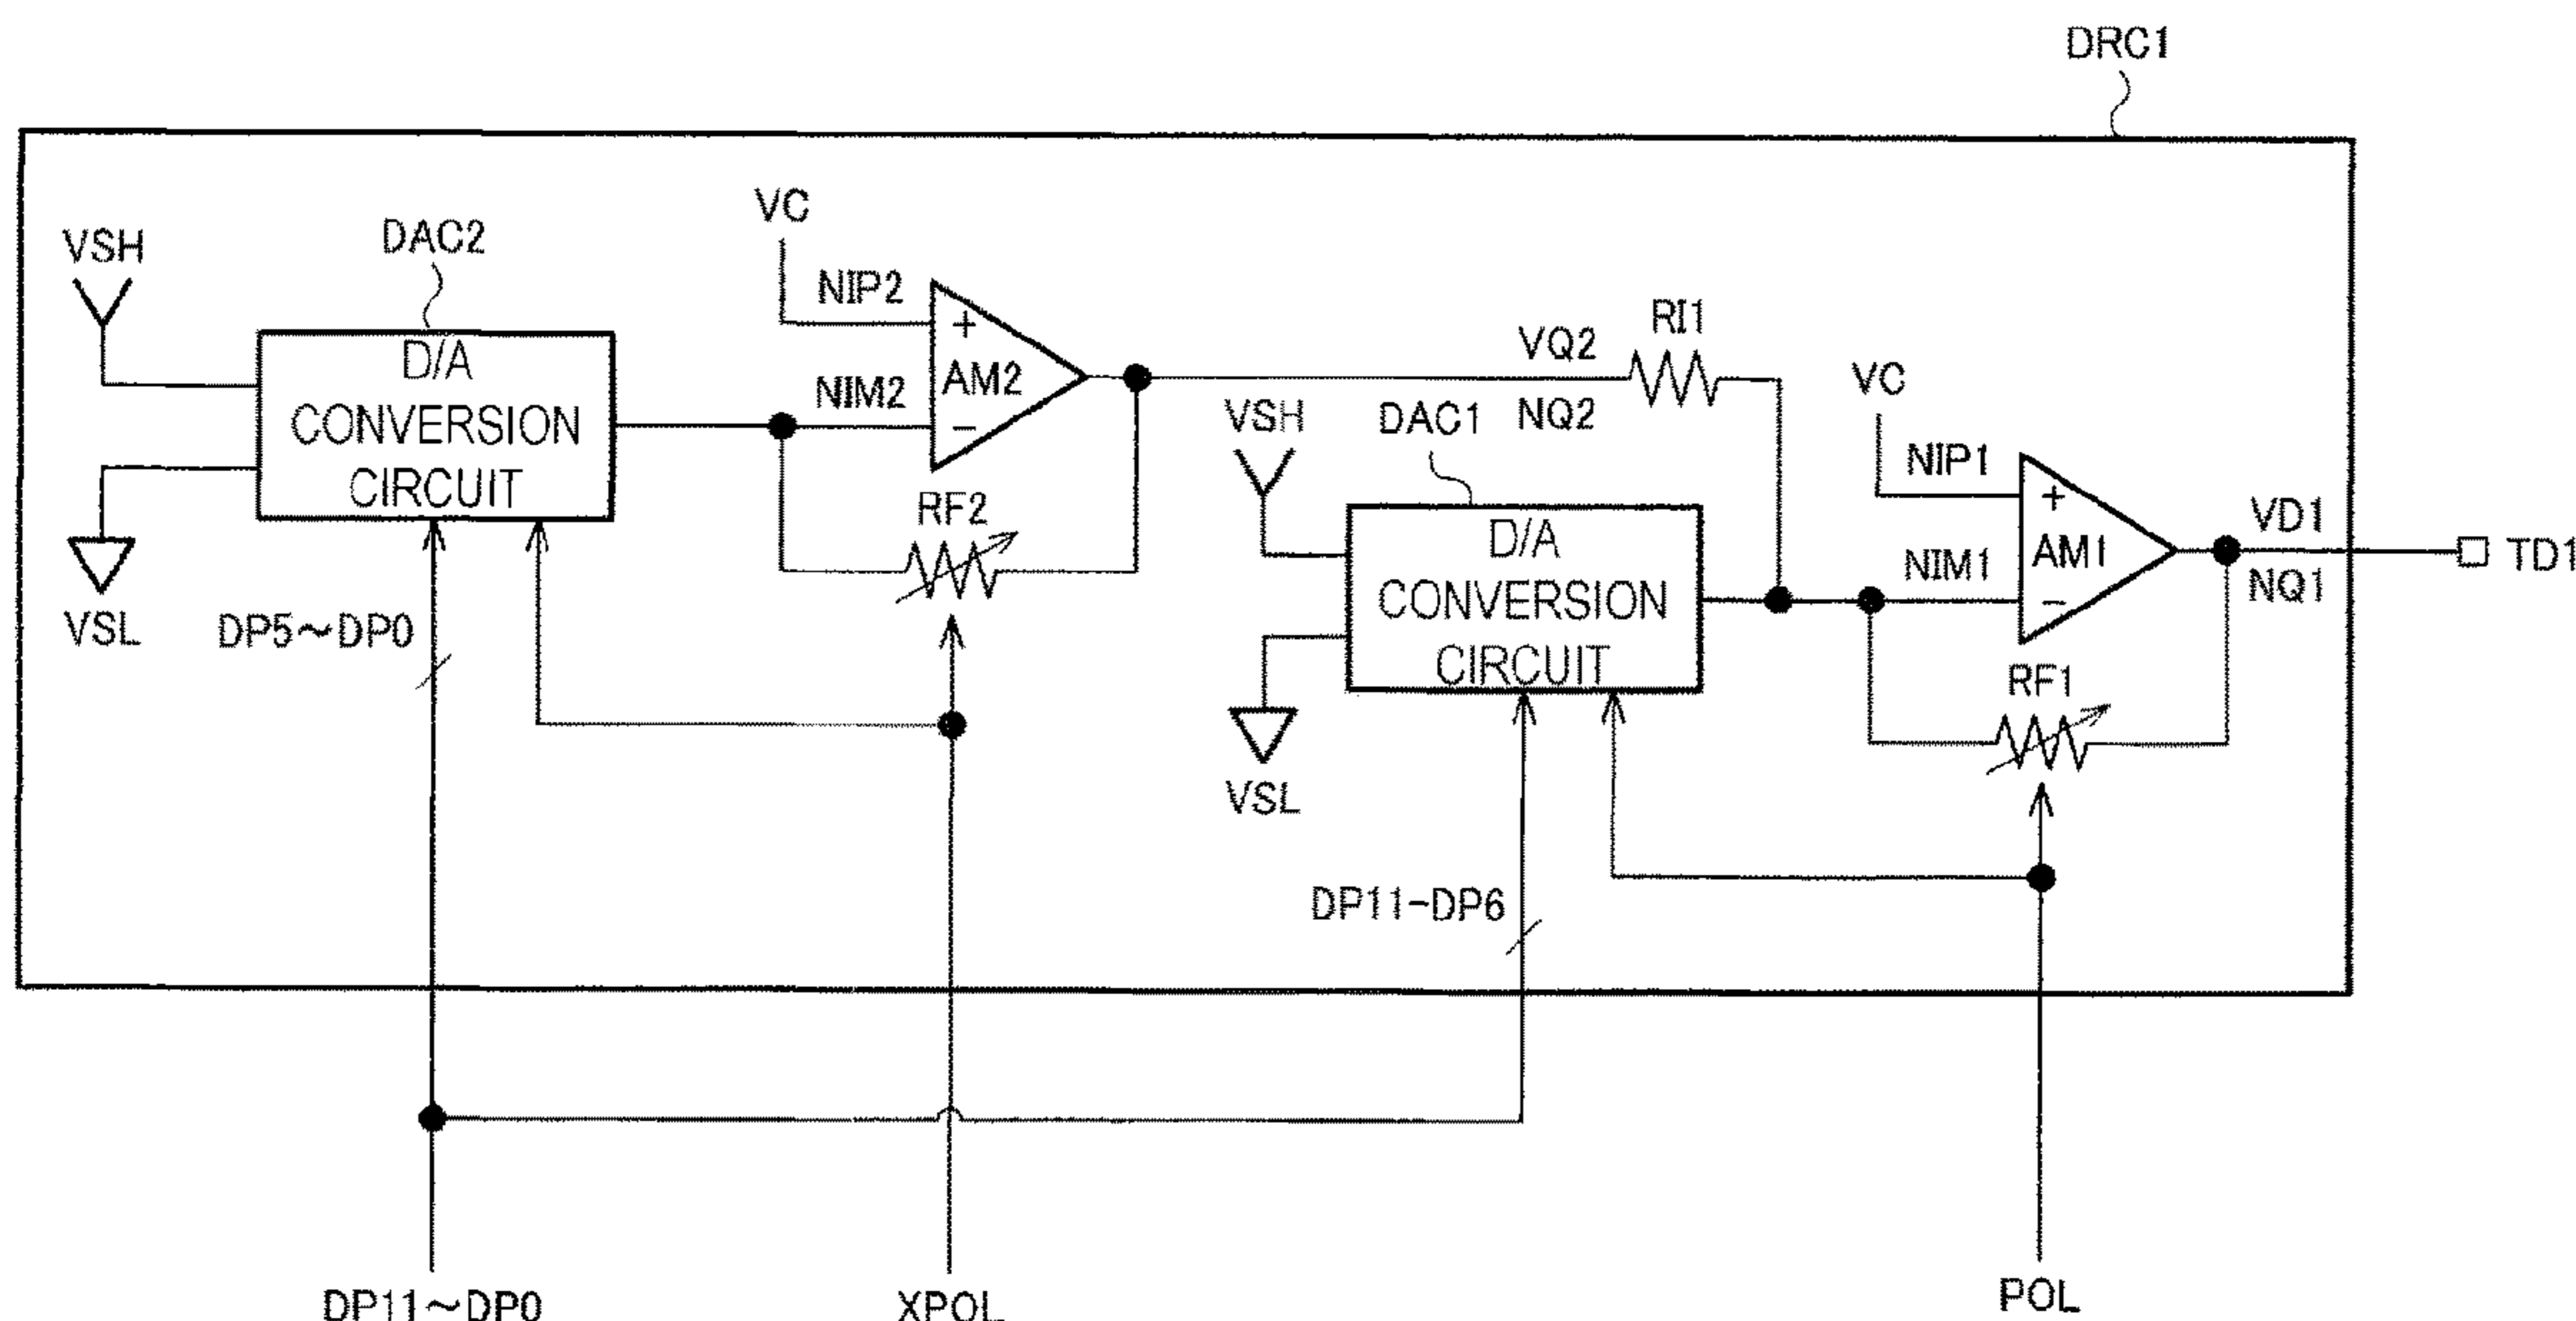 DRC1
VSH
DAC2
VC
NIP2
D/A
CONVERSION
CIRCUIT
NIM2
+
AM2
−
RF2
VSL
DP5~DP0
VQ2
NQ2
RI1
VSH
DAC1
VC
NIP1
D/A
CONVERSION
CIRCUIT
NIM1
+
AM1
−
VD1
NQ1
TD1
RF1
VSL
DP11-DP6
DP11~DP0
XPOL
POL